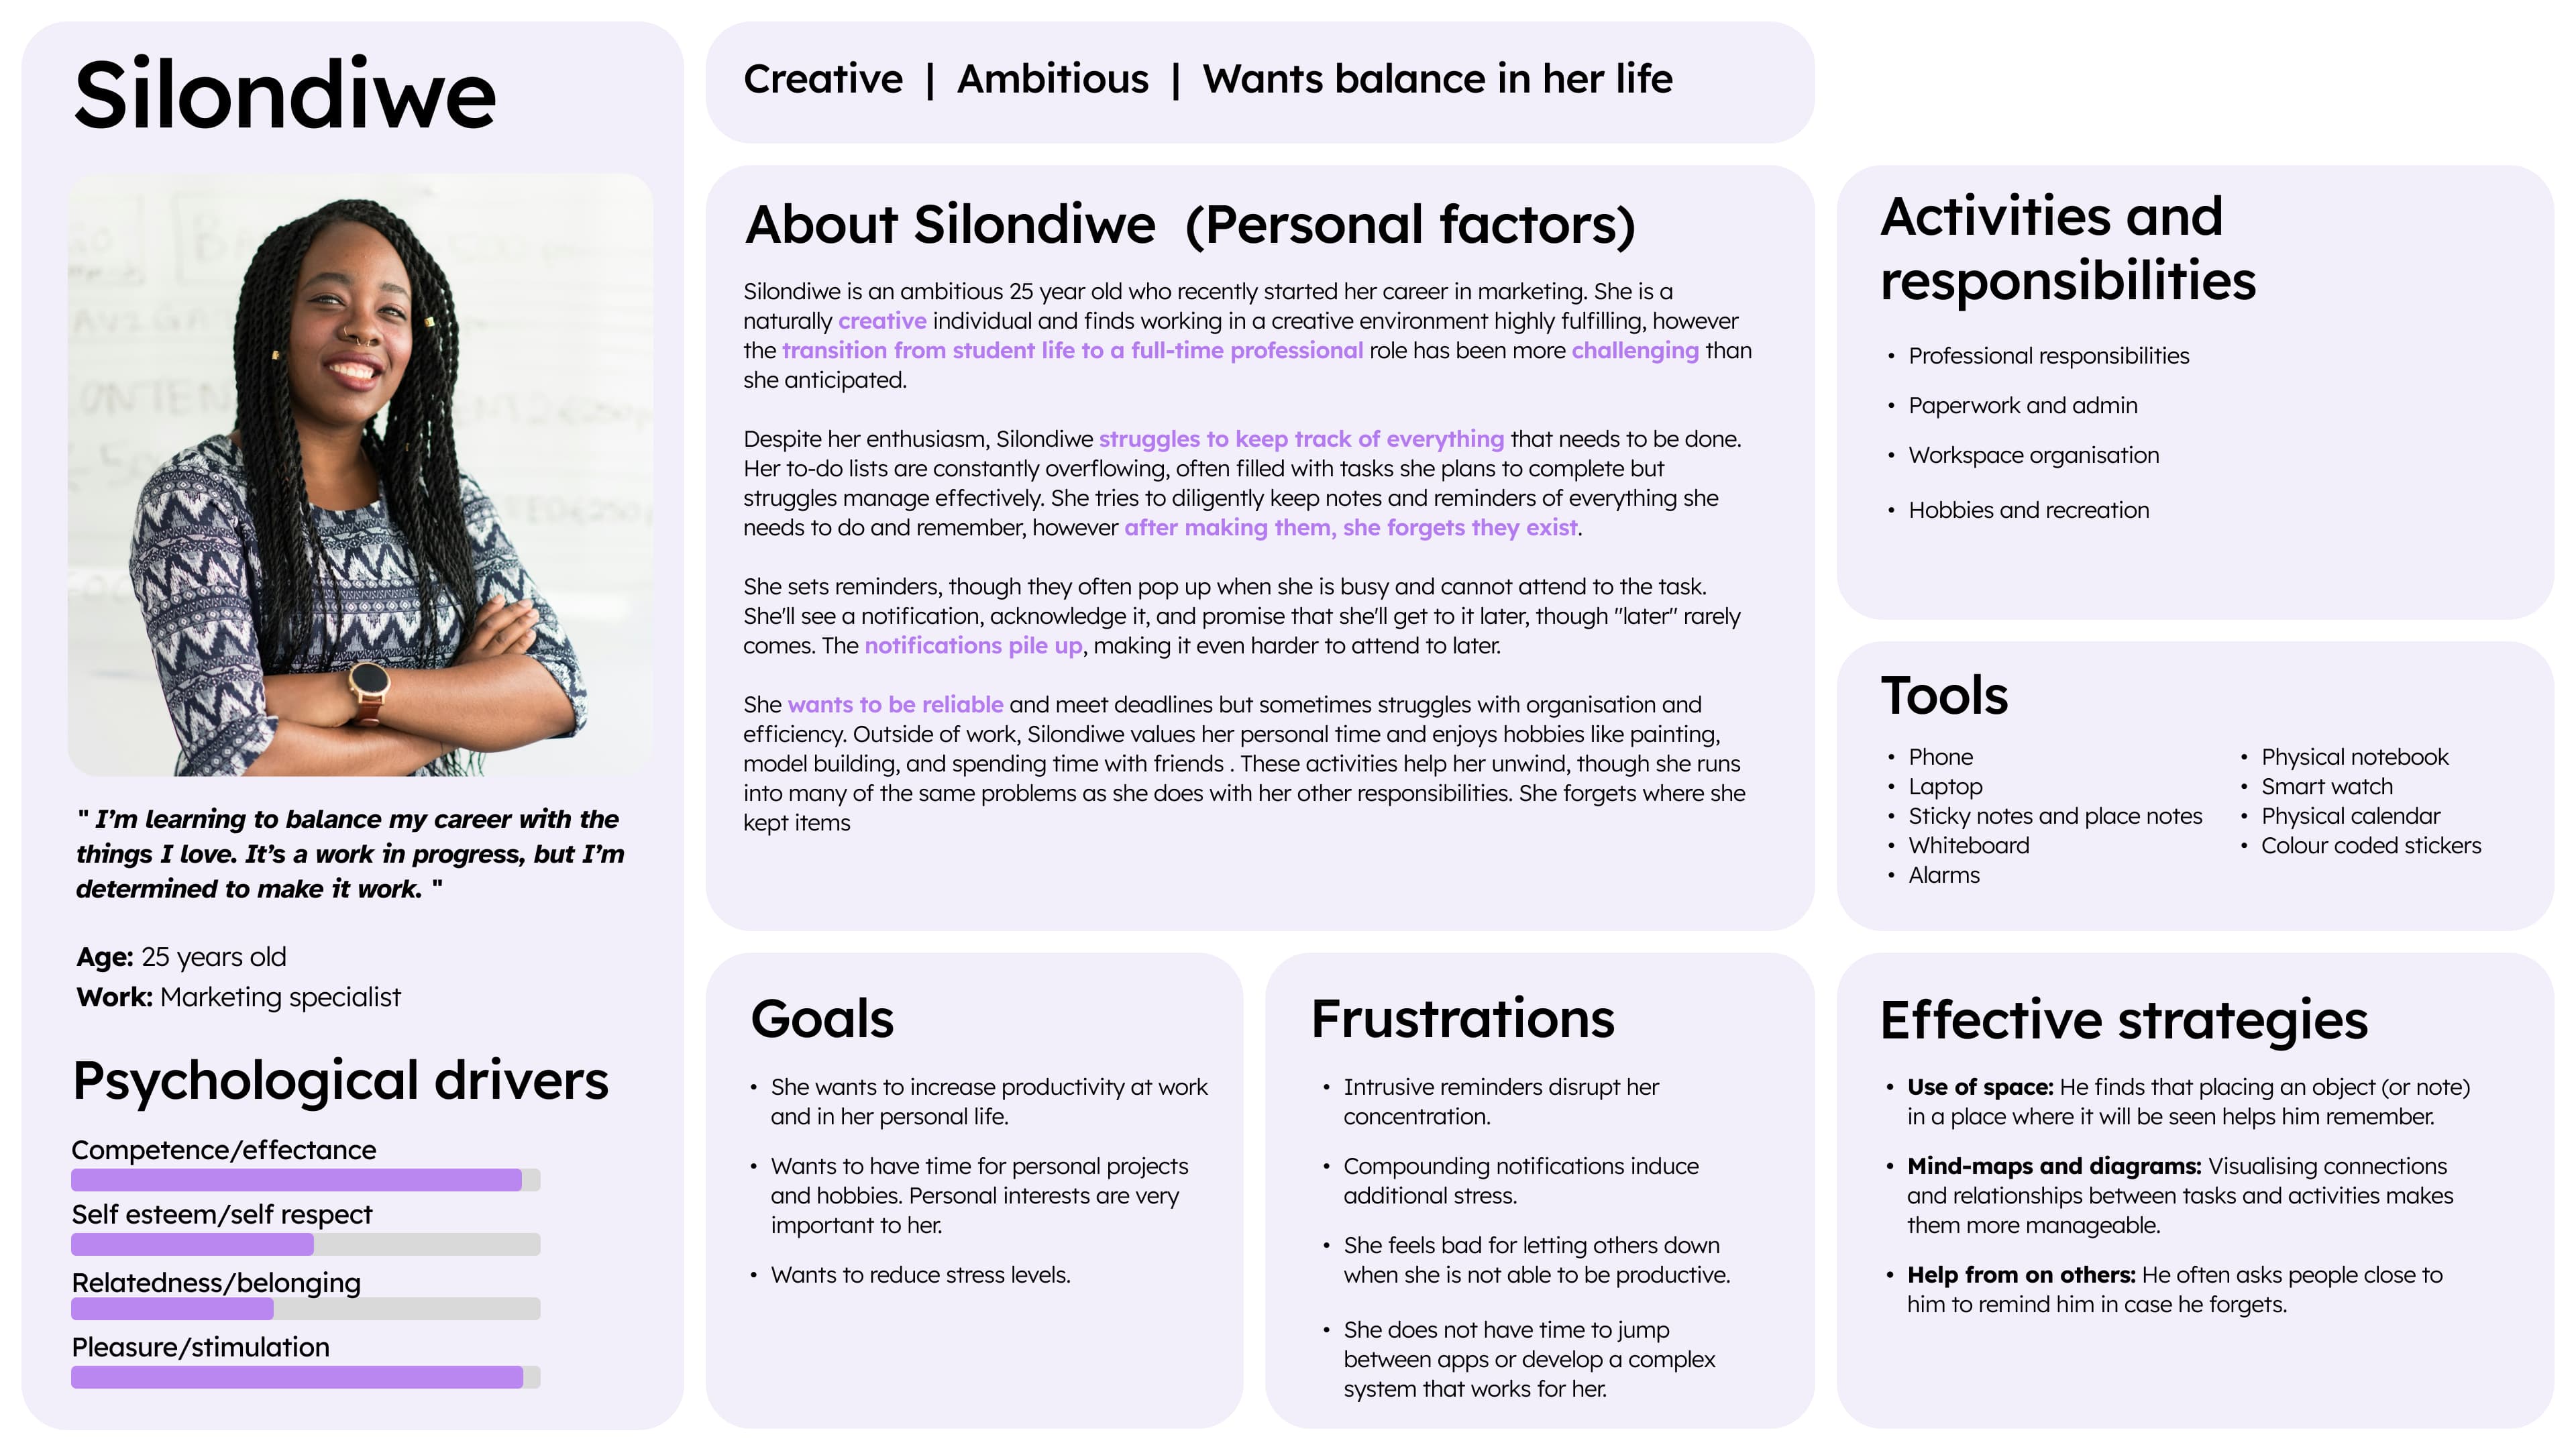 Silondiwe
" I’m learning to balance my career with the
things I love. It’s a work in progress, but I’m
determined to make it work. "
Age: 25 years old
Work: Marketing specialist
Psychological drivers
Competence/effectance
Self esteem/self respect
Relatedness/belonging
Pleasure/stimulation
Creative | Ambitious | Wants balance in her life
About Silondiwe (Personal factors)
Silondiwe is an ambitious 25 year old who recently started her career in marketing. She is a
naturally creative individual and finds working in a creative environment highly fulfilling, however
the transition from student life to a full-time professional role has been more challenging than
she anticipated.
Despite her enthusiasm, Silondiwe struggles to keep track of everything that needs to be done.
Her to-do lists are constantly overflowing, often filled with tasks she plans to complete but
struggles manage effectively. She tries to diligently keep notes and reminders of everything she
needs to do and remember, however after making them, she forgets they exist.
She sets reminders, though they often pop up when she is busy and cannot attend to the task.
She'll see a notification, acknowledge it, and promise that she'll get to it later, though "later" rarely
comes. The notifications pile up, making it even harder to attend to later.
She wants to be reliable and meet deadlines but sometimes struggles with organisation and
efficiency. Outside of work, Silondiwe values her personal time and enjoys hobbies like painting,
model building, and spending time with friends . These activities help her unwind, though she runs
into many of the same problems as she does with her other responsibilities. She forgets where she
kept items
Goals
• She wants to increase productivity at work
and in her personal life.
• Wants to have time for personal projects
and hobbies. Personal interests are very
important to her.
• Wants to reduce stress levels.
Frustrations
• Intrusive reminders disrupt her
concentration.
• Compounding notifications induce
additional stress.
• She feels bad for letting others down
when she is not able to be productive.
• She does not have time to jump
between apps or develop a complex
system that works for her.
Activities and
responsibilities
• Professional responsibilities
• Paperwork and admin
• Workspace organisation
• Hobbies and recreation
Tools
• Phone
• Laptop
• Sticky notes and place notes
• Whiteboard
• Alarms
• Physical notebook
• Smart watch
• Physical calendar
• Colour coded stickers
Effective strategies
• Use of space: He finds that placing an object (or note)
in a place where it will be seen helps him remember.
• Mind-maps and diagrams: Visualising connections
and relationships between tasks and activities makes
them more manageable.
• Help from on others: He often asks people close to
him to remind him in case he forgets.